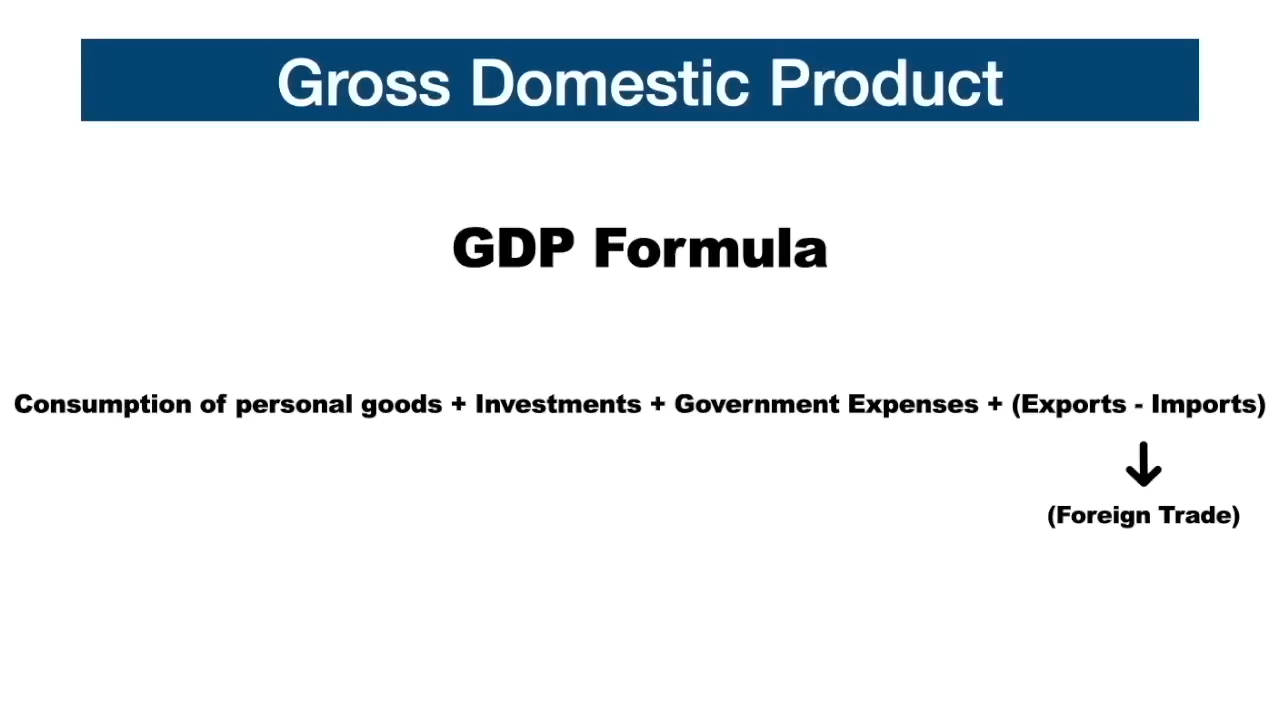 Gross Domestic Product
GDP Formula
Consumption of personal goods + Investments + Government Expenses + (Exports - Imports)
(Foreign Trade)